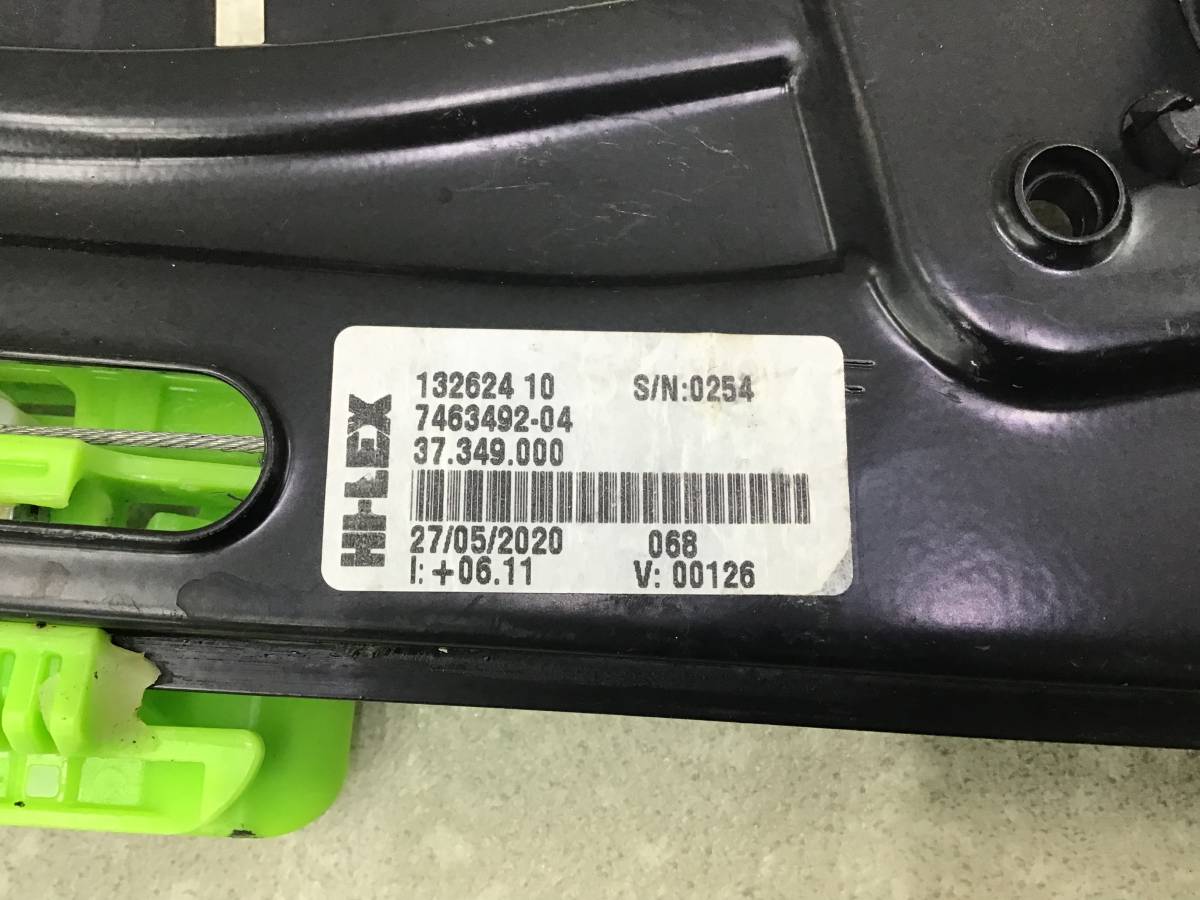 HI-LEX
132624 10 S/N:0254
7463492-04
37.349.000
27/05/2020 068
I: +06.11 V: 00126